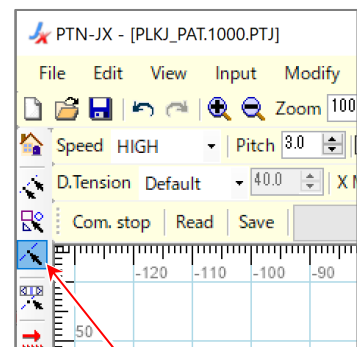 PTN-JX - [PLKJ_PAT.1000.PTJ]
File Edit View Input Modify
Zoom 100
Speed HIGH Pitch 3.0
D.Tension Default 40.0 X
Com. stop Read Save
-120 -110 -100 -90
50